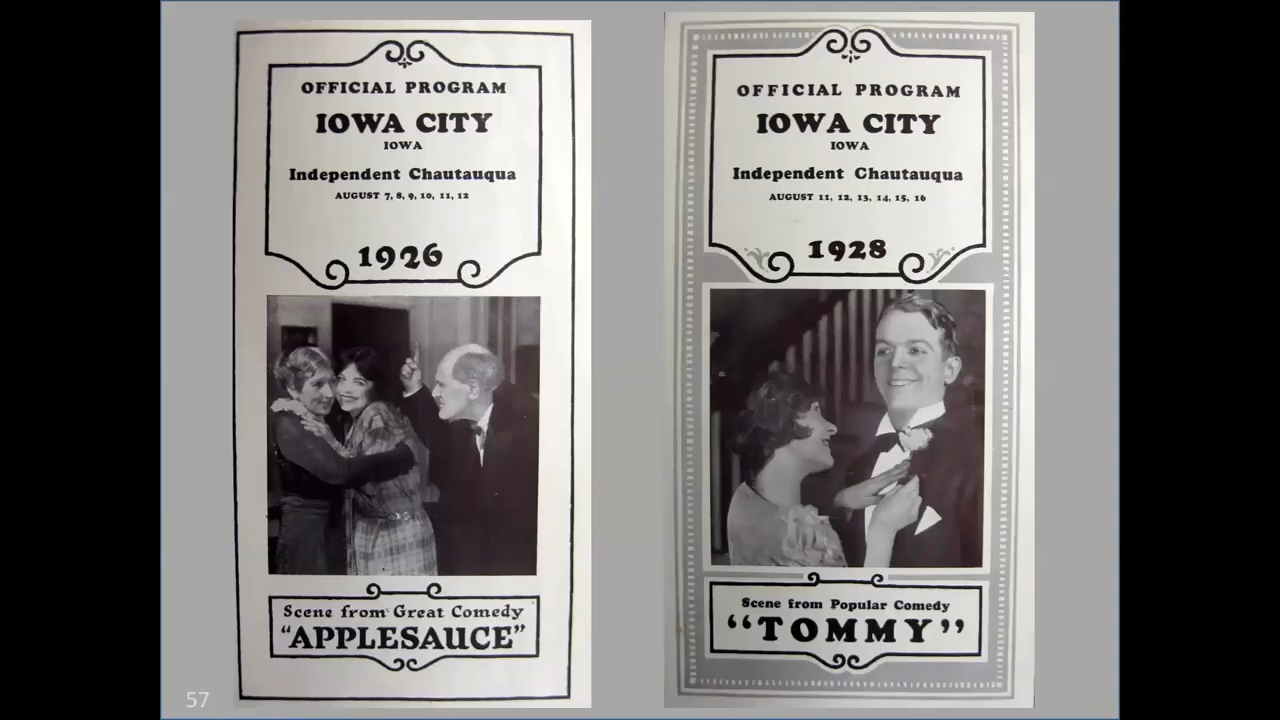 OFFICIAL PROGRAM
IOWA CITY
IOWA
Independent Chautauqua
AUGUST 7, 8, 9, 10, 11, 12
1926
Scene from Great Comedy
"APPLESAUCE"
OFFICIAL PROGRAM
IOWA CITY
IOWA
Independent Chautauqua
AUGUST 11, 12, 13, 14, 15, 16
1928
Scene from Popular Comedy
"TOMMY"
57